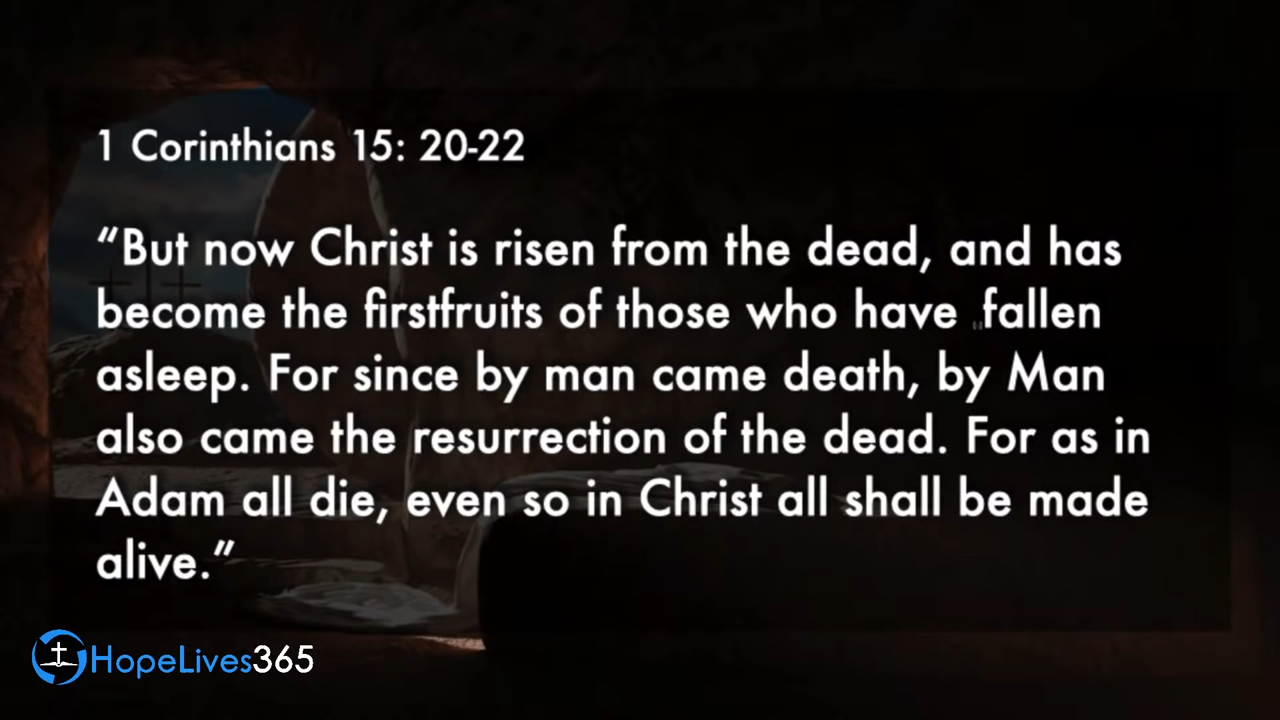 1 Corinthians 15: 20-22
“But now Christ is risen from the dead, and has
become the firstfruits of those who have fallen
asleep. For since by man came death, by Man
also came the resurrection of the dead. For as in
Adam all die, even so in Christ all shall be made
alive.”
HopeLives365